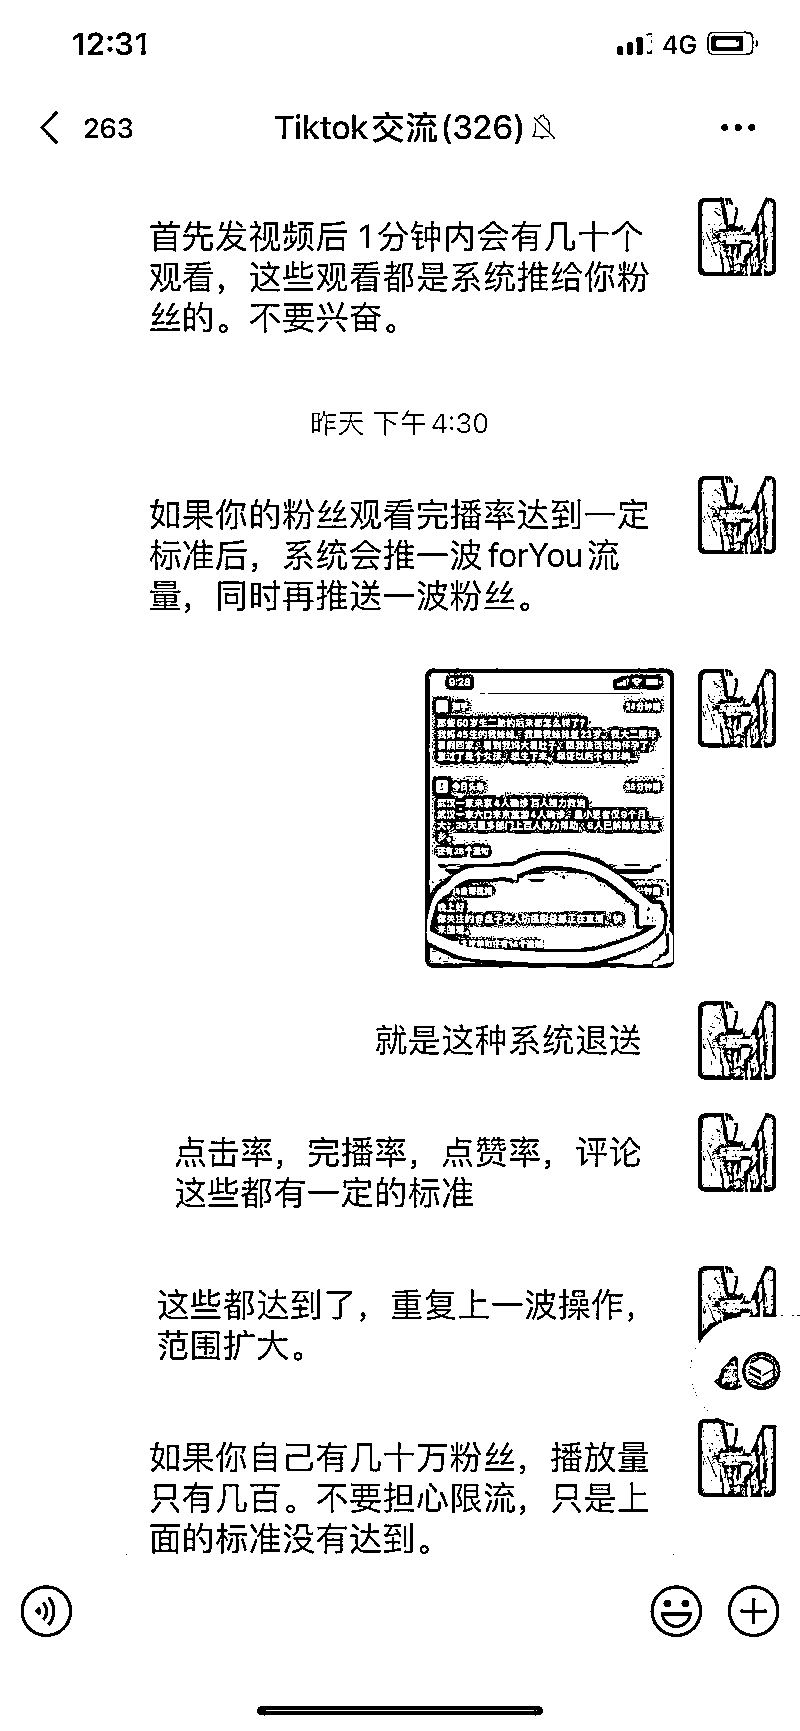 12:31
4G
263
Tiktok交流(326)
首先发视频后 1分钟内会有几十个
观看，这些观看都是系统推给你粉
丝的。不要兴奋。
昨天 下午 4:30
如果你的粉丝观看完播率达到一定
标准后，系统会推一波forYou流
量，同时再推送一波粉丝。
就是这种系统退送
点击率，完播率，点赞率，评论
这些都有一定的标准
这些都达到了，重复上一波操作，
范围扩大。
如果你自己有几十万粉丝，播放量
只有几百。不要担心限流，只是上
面的标准没有达到。